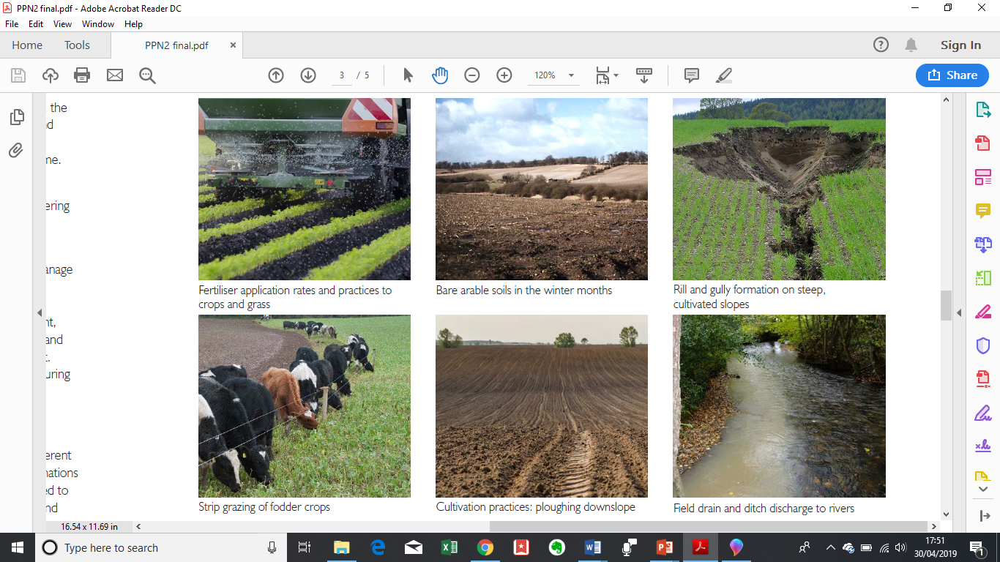 PPN2 final.pdf - Adobe Acrobat Reader DC
File Edit View Window Help
Home Tools PPN2 final.pdf × ? Sign In
3 / 5 120% Share
the
ne.
ering
anage
nt,
and
t.
uring
erent
nations
ed to
nd
Fertiliser application rates and practices to
crops and grass
Bare arable soils in the winter months
Rill and gully formation on steep,
cultivated slopes
Strip grazing of fodder crops
Cultivation practices: ploughing downslope
Field drain and ditch discharge to rivers
16.54 x 11.69 in
Type here to search
17:51
30/04/2019
1